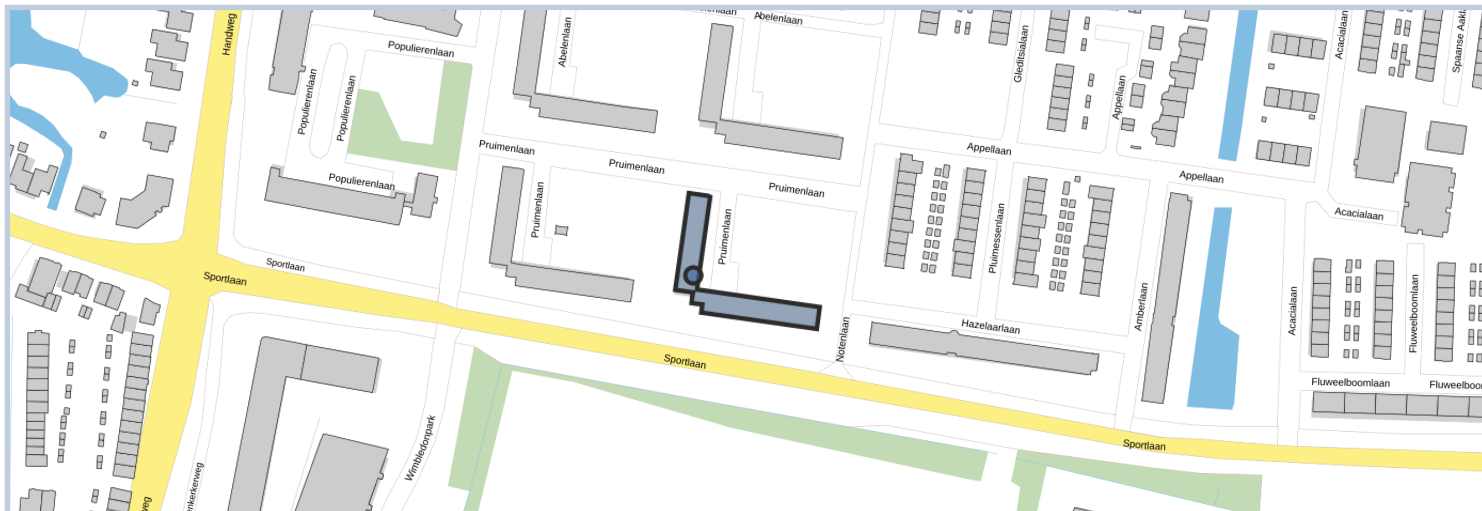 Abelenlaan
Handweg
Populierenlaan
Abelenlaan
Gleditsialaan
Acacialaan
Populierenlaan
Populierenlaan
Appellaan
Pruimenlaan
Appellaan
Pruimenlaan
Populierenlaan
Pruimenlaan
Appellaan
Pruimenlaan
Pruimenlaan
Pluimessenlaan
Acacialaan
Sportlaan
Sportlaan
Amberlaan
Acacialaan
Hazelaarlaan
Notenlaan
Fluweelboomlaan
Sportlaan
Fluweelboomlaan
Wimbledonpark
Sportlaan